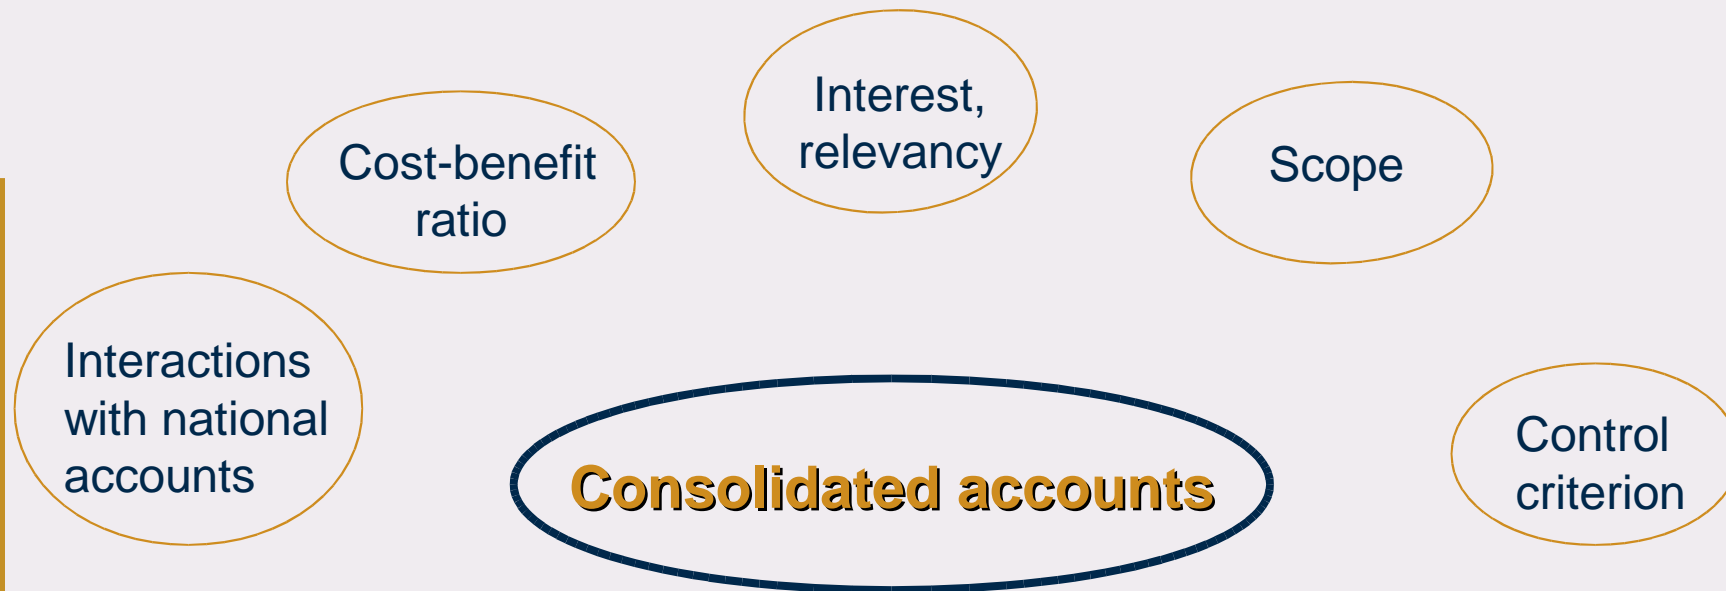 Interest,
relevancy
Cost-benefit
ratio
Scope
Interactions
with national
accounts
Consolidated accounts
Control
criterion